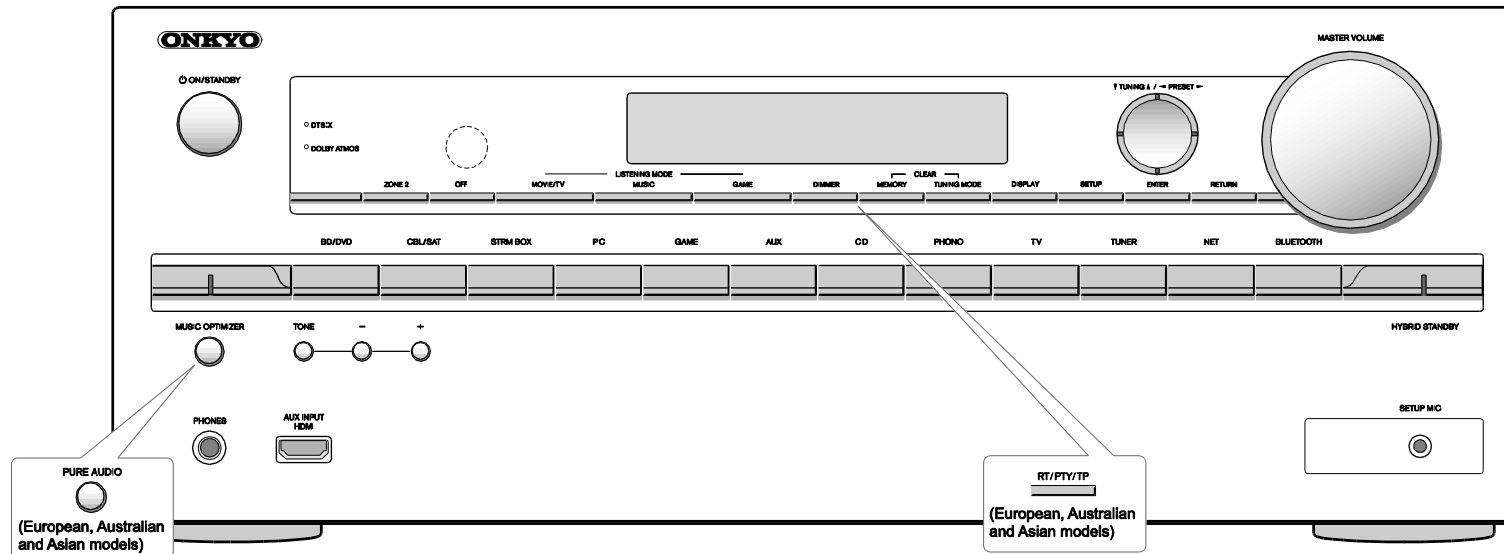 ONKYO
MASTER VOLUME
ON/STANDBY
TUNING / PRESET
DTS:X
DOLBY ATMOS
LISTENING MODE
CLEAR
ZONE 2
OFF
MOVIE/TV
MUSIC
GAME
DIMMER
MEMORY
TUNING MODE
DISPLAY
SETUP
ENTER
RETURN
BD/DVD
CBL/SAT
STRM BOX
PC
GAME
AUX
CD
PHONO
TV
TUNER
NET
BLUETOOTH
MUSIC OPTIMIZER
TONE
−
+
HYBRID STANDBY
PHONES
AUX INPUT
HDMI
SETUP MIC
PURE AUDIO
(European, Australian
and Asian models)
RT/PTY/TP
(European, Australian
and Asian models)